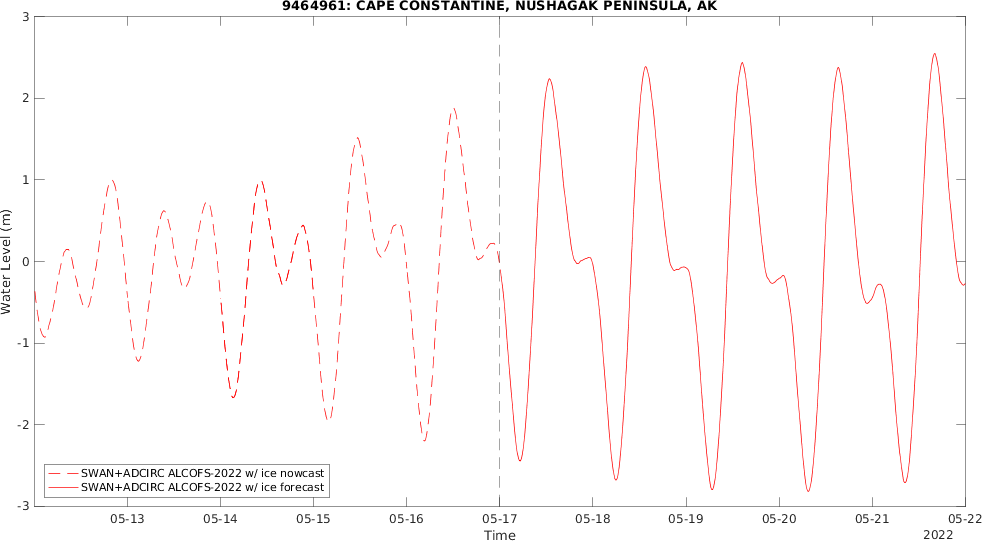 9464961: CAPE CONSTANTINE, NUSHAGAK PENINSULA, AK
3
2
1
0
-1
-2
-3
Water Level (m)
SWAN+ADCIRC ALCOFS-2022 w/ ice nowcast
SWAN+ADCIRC ALCOFS-2022 w/ ice forecast
05-13 05-14 05-15 05-16 05-17 05-18 05-19 05-20 05-21 05-22
Time
2022